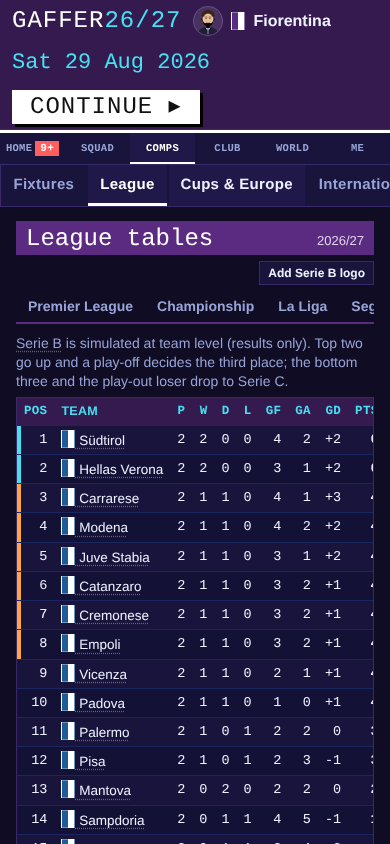 GAFFER26/27 Fiorentina
Sat 29 Aug 2026
CONTINUE ►
HOME 9+ SQUAD COMPS CLUB WORLD ME
Fixtures League Cups & Europe Internatio
League tables 2026/27
Add Serie B logo
Premier League Championship La Liga
Serie B is simulated at team level (results only). Top two
go up and a play-off decides the third place; the bottom
three and the play-out loser drop to Serie C.
POS TEAM P W D L GF GA GD PTS
1 Südtirol 2 2 0 0 4 2 +2
2 Hellas Verona 2 2 0 0 3 1 +2
3 Carrarese 2 1 1 0 4 1 +3
4 Modena 2 1 1 0 4 2 +2
5 Juve Stabia 2 1 1 0 3 1 +2
6 Catanzaro 2 1 1 0 3 2 +1
7 Cremonese 2 1 1 0 3 2 +1
8 Empoli 2 1 1 0 3 2 +1
9 Vicenza 2 1 1 0 2 1 +1
10 Padova 2 1 1 0 1 0 +1
11 Palermo 2 1 0 1 2 2 0
12 Pisa 2 1 0 1 2 3 -1
13 Mantova 2 0 2 0 2 2 0
14 Sampdoria 2 0 1 1 4 5 -1